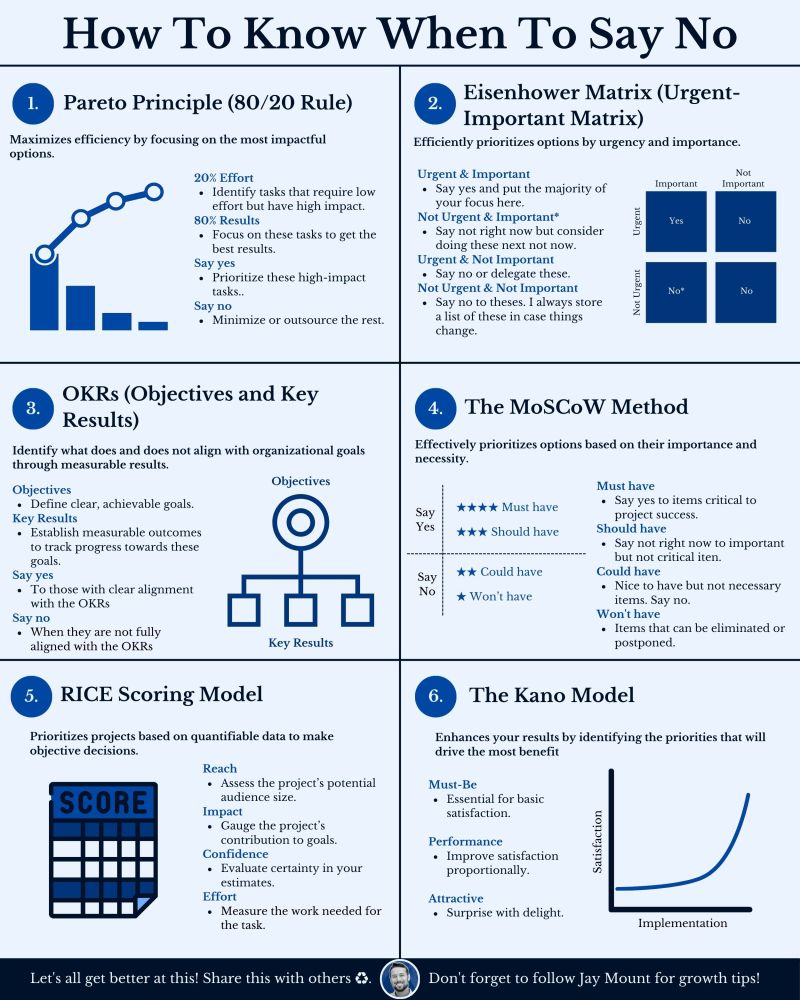 How To Know When To Say No
1.
Pareto Principle (80/20 Rule)
Maximizes efficiency by focusing on the most impactful
options.
20% Effort
• Identify tasks that require low
effort but have high impact.
80% Results
• Focus on these tasks to get the
best results.
Say yes
• Prioritize these high-impact
tasks..
Say no
• Minimize or outsource the rest.
2.
Eisenhower Matrix (Urgent-
Important Matrix)
Efficiently prioritizes options by urgency and importance.
Urgent & Important
• Say yes and put the majority of
your focus here.
Not Urgent & Important*
• Say not right now but consider
doing these next not now.
Urgent & Not Important
• Say no or delegate these.
Not Urgent & Not Important
• Say no to theses. I always store
a list of these in case things
change.
Important
Not
Important
Urgent
Yes
No
Not Urgent
No*
No
3.
OKRs (Objectives and Key
Results)
Identify what does and does not align with organizational goals
through measurable results.
Objectives
• Define clear, achievable goals.
Key Results
• Establish measurable outcomes
to track progress towards these
goals.
Say yes
• To those with clear alignment
with the OKRs
Say no
• When they are not fully
aligned with the OKRs
Objectives
Key Results
4.
The MoSCoW Method
Effectively prioritizes options based on their importance and
necessity.
Say
Yes
★★★★ Must have
★★★ Should have
Say
No
★★ Could have
★ Won't have
Must have
• Say yes to items critical to
project success.
Should have
• Say not right now to important
but not critical iten.
Could have
• Nice to have but not necessary
items. Say no.
Won't have
• Items that can be eliminated or
postponed.
5.
RICE Scoring Model
Prioritizes projects based on quantifiable data to make
objective decisions.
SCORE
Reach
• Assess the project's potential
audience size.
Impact
• Gauge the project's
contribution to goals.
Confidence
• Evaluate certainty in your
estimates.
Effort
• Measure the work needed for
the task.
6.
The Kano Model
Enhances your results by identifying the priorities that will
drive the most benefit
Must-Be
• Essential for basic
satisfaction.
Performance
• Improve satisfaction
proportionally.
Attractive
• Surprise with delight.
Satisfaction
Implementation
Let's all get better at this! Share this with others ♻.
Don't forget to follow Jay Mount for growth tips!